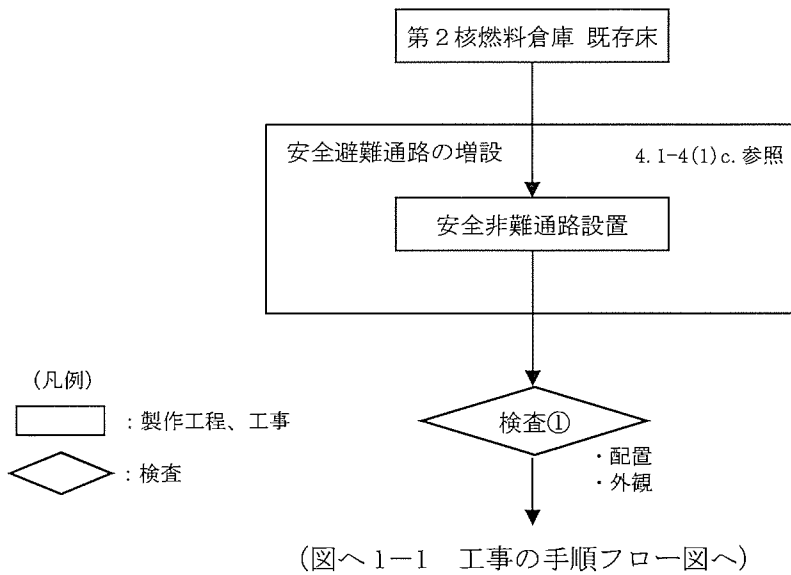 第２核燃料倉庫 既存床
安全避難通路の増設
4.1-4(1)c.参照
安全非難通路設置
検査①
・配置
・外観
(凡例)
：製作工程、工事
：検査
(図へ 1－1　工事の手順フロー図へ)